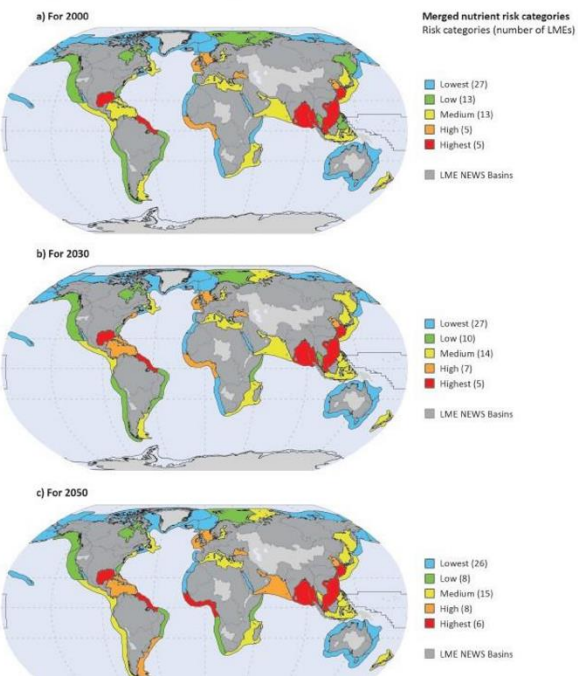 a) For 2000
Merged nutrient risk categories
Risk categories (number of LMEs)
Lowest (27)
Low (13)
Medium (13)
High (5)
Highest (5)
LME NEWS Basins
b) For 2030
Lowest (27)
Low (10)
Medium (14)
High (7)
Highest (5)
LME NEWS Basins
c) For 2050
Lowest (26)
Low (8)
Medium (15)
High (8)
Highest (6)
LME NEWS Basins